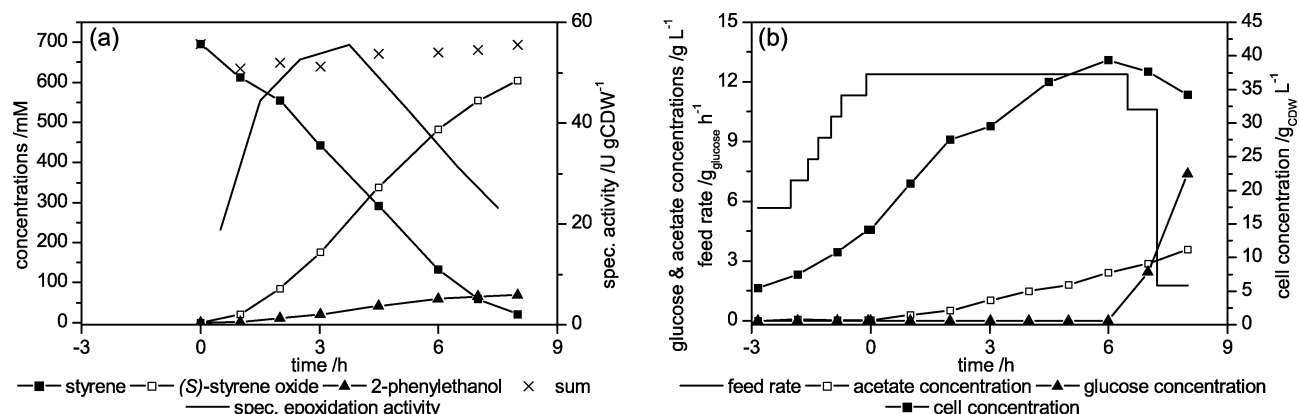 (a)
concentrations /mM
700
600
500
400
300
200
100
0
-3 0 3 6 9
time /h
60
40
20
0
spec. activity /U gCDW⁻¹
styrene (S)-styrene oxide 2-phenylethanol × sum
spec. epoxidation activity
(b)
glucose & acetate concentrations /g L⁻¹
feed rate /g_glucose h⁻¹
15
12
9
6
3
0
-3 0 3 6 9
time /h
45
40
35
30
25
20
15
10
5
0
cell concentration /g_CDW L⁻¹
feed rate acetate concentration glucose concentration
cell concentration